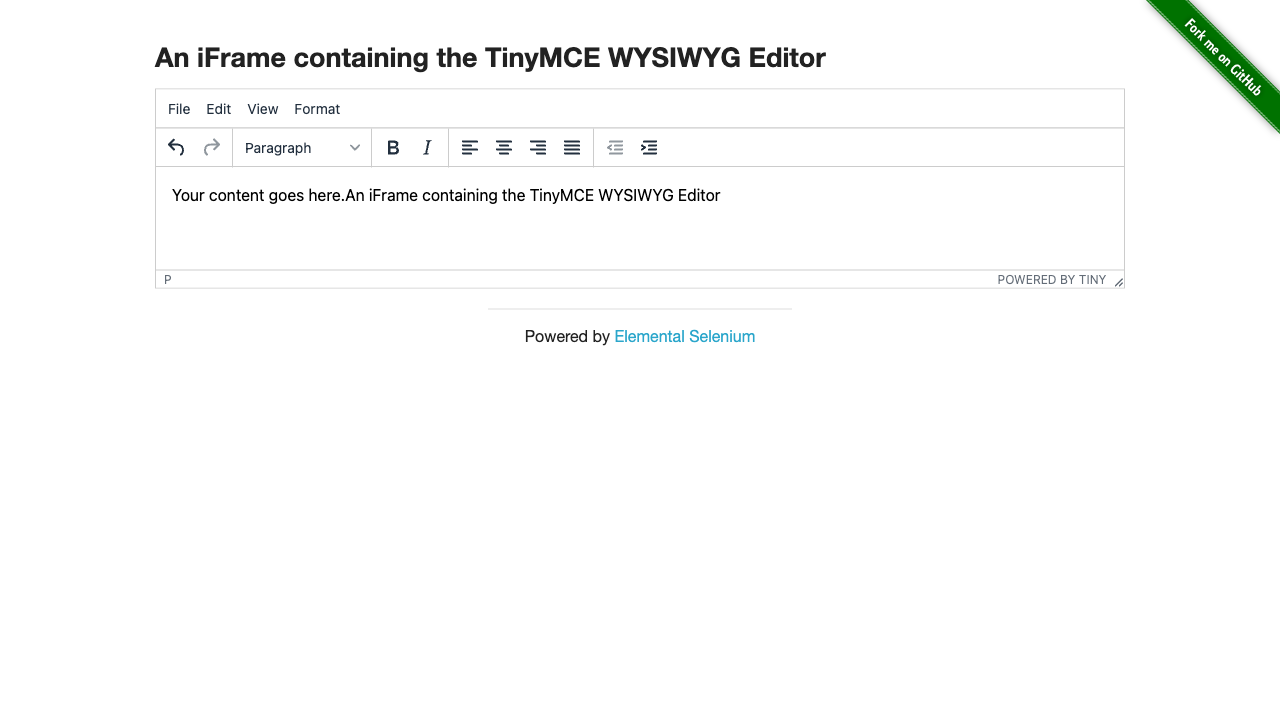 An iFrame containing the TinyMCE WYSIWYG Editor
Fork me on GitHub
File Edit View Format
Paragraph B I
Your content goes here.An iFrame containing the TinyMCE WYSIWYG Editor
P POWERED BY TINY
Powered by Elemental Selenium